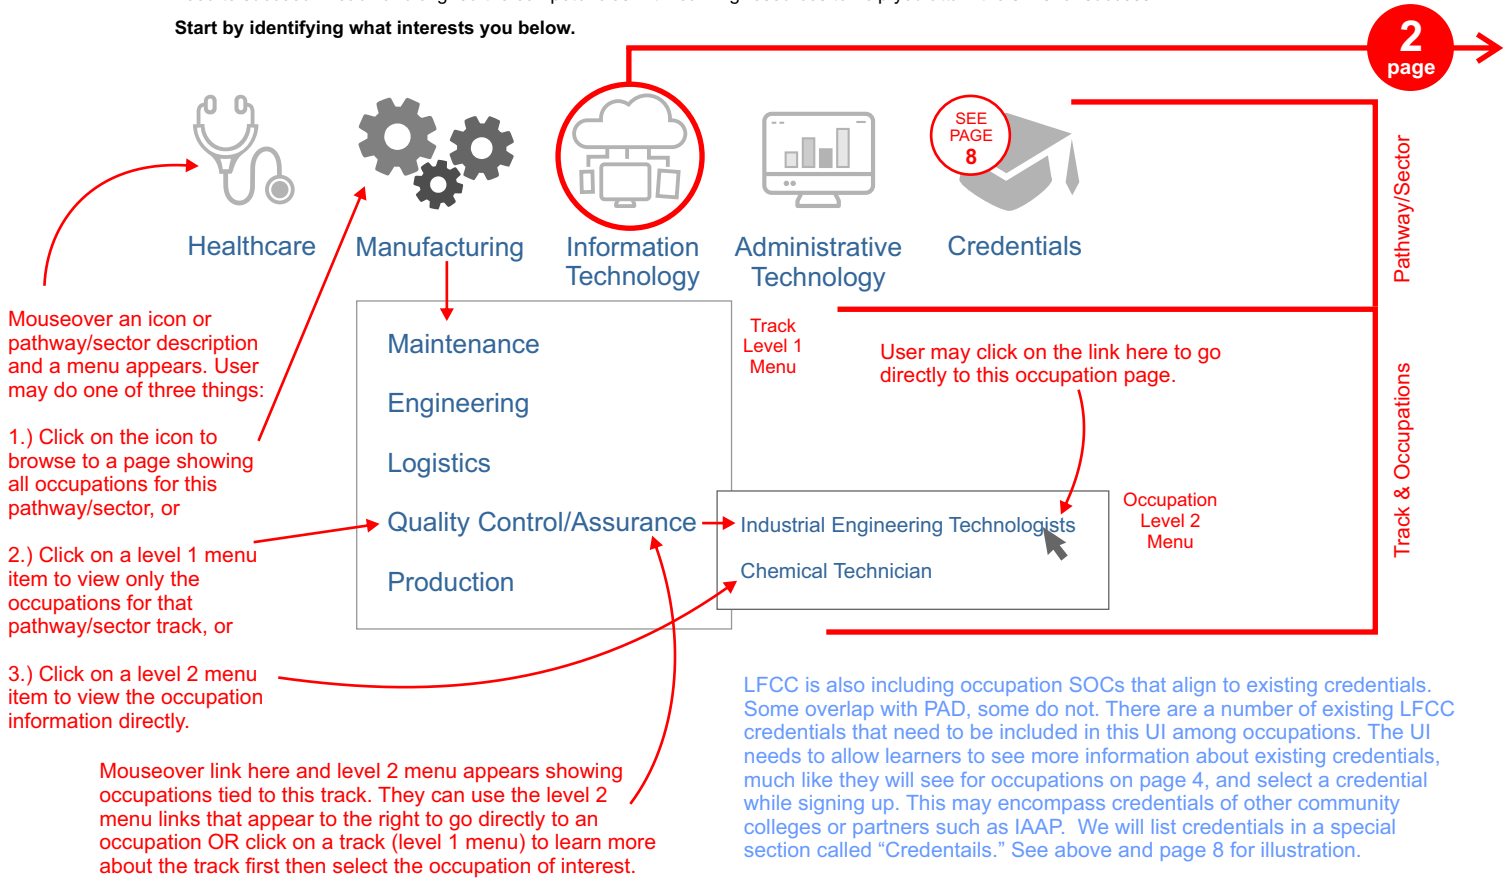 Start by identifying what interests you below.
2
page
SEE
PAGE
8
Healthcare
Manufacturing
Information
Technology
Administrative
Technology
Credentials
Pathway/Sector
Mouseover an icon or
pathway/sector description
and a menu appears. User
may do one of three things:
1.) Click on the icon to
browse to a page showing
all occupations for this
pathway/sector, or
2.) Click on a level 1 menu
item to view only the
occupations for that
pathway/sector track, or
3.) Click on a level 2 menu
item to view the occupation
information directly.
Maintenance
Engineering
Logistics
Quality Control/Assurance
Production
Track
Level 1
Menu
User may click on the link here to go
directly to this occupation page.
Industrial Engineering Technologists
Chemical Technician
Occupation
Level 2
Menu
Track & Occupations
Mouseover link here and level 2 menu appears showing
occupations tied to this track. They can use the level 2
menu links that appear to the right to go directly to an
occupation OR click on a track (level 1 menu) to learn more
about the track first then select the occupation of interest.
LFCC is also including occupation SOCs that align to existing credentials.
Some overlap with PAD, some do not. There are a number of existing LFCC
credentials that need to be included in this UI among occupations. The UI
needs to allow learners to see more information about existing credentials,
much like they will see for occupations on page 4, and select a credential
while signing up. This may encompass credentials of other community
colleges or partners such as IAAP.  We will list credentials in a special
section called “Credentails.” See above and page 8 for illustration.